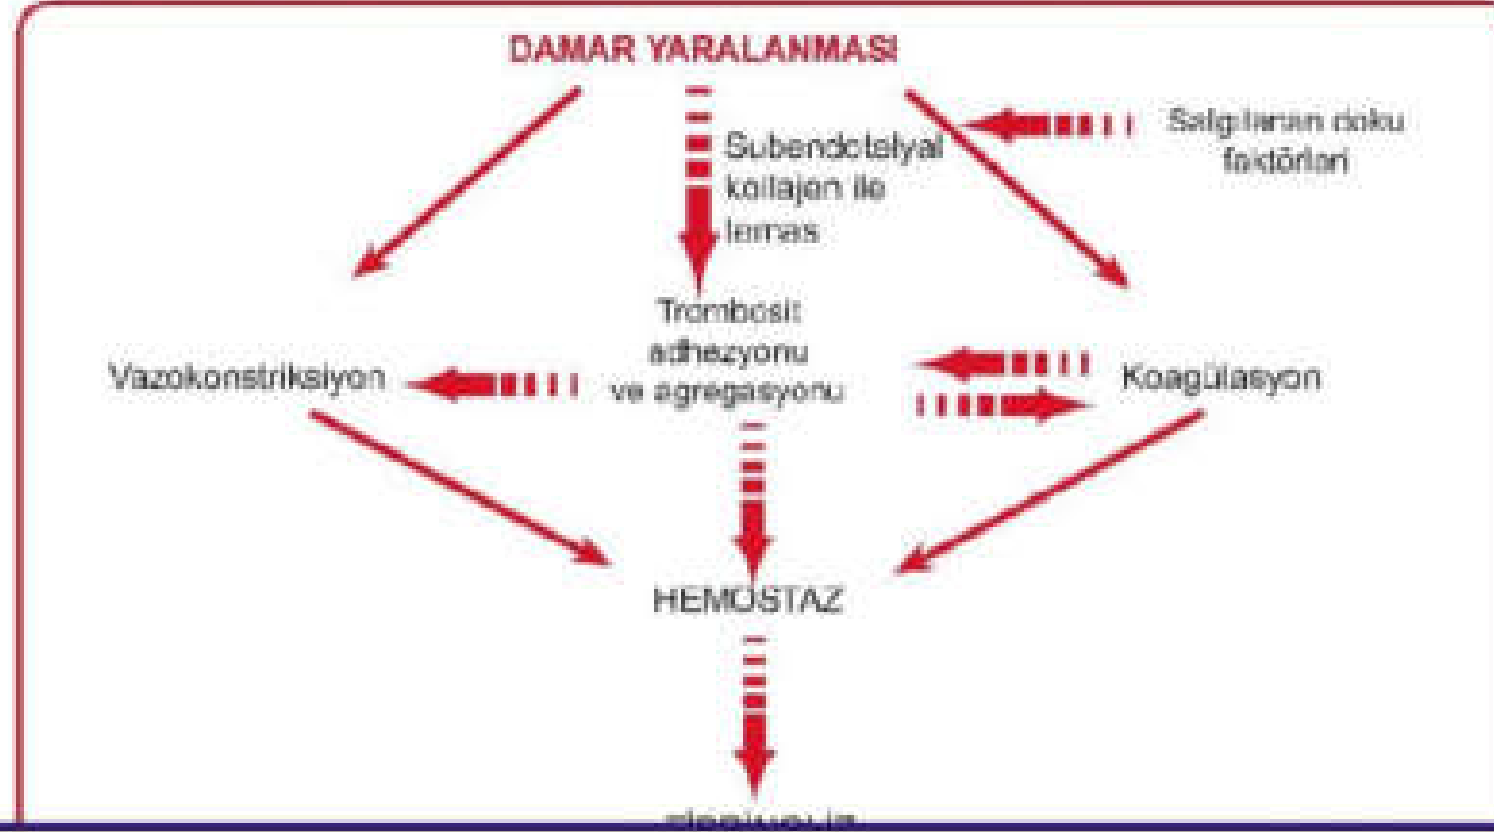 DAMAR YARALANMASI
Salgılanan doku
faktörleri
Subendotelyal
kollajen ile
temas
Trombosit
adhezyonu
ve agregasyonu
Vazokonstriksiyon
Koagülasyon
HEMOSTAZ